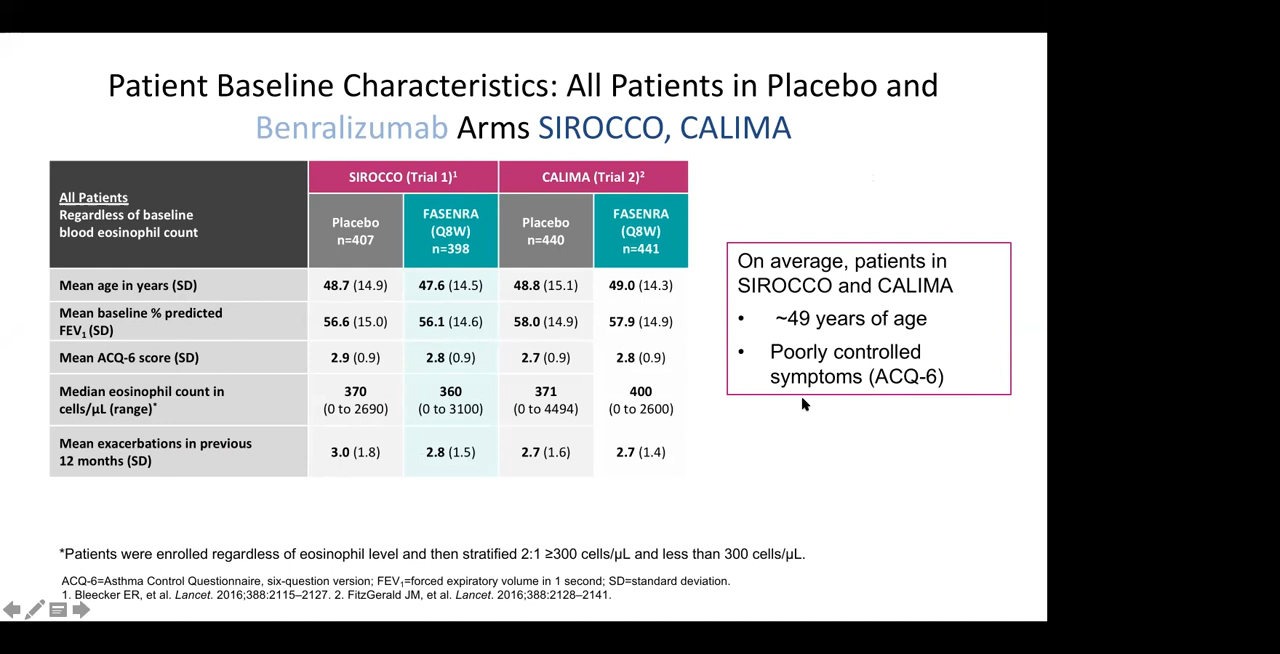 Patient Baseline Characteristics: All Patients in Placebo and
Benralizumab Arms SIROCCO, CALIMA
All Patients
Regardless of baseline
blood eosinophil count
SIROCCO (Trial 1)¹
CALIMA (Trial 2)²
Placebo
n=407
FASENRA
(Q8W)
n=398
Placebo
n=440
FASENRA
(Q8W)
n=441
Mean age in years (SD)
48.7 (14.9)
47.6 (14.5)
48.8 (15.1)
49.0 (14.3)
Mean baseline % predicted
FEV₁ (SD)
56.6 (15.0)
56.1 (14.6)
58.0 (14.9)
57.9 (14.9)
Mean ACQ-6 score (SD)
2.9 (0.9)
2.8 (0.9)
2.7 (0.9)
2.8 (0.9)
Median eosinophil count in
cells/µL (range)*
370
(0 to 2690)
360
(0 to 3100)
371
(0 to 4494)
400
(0 to 2600)
Mean exacerbations in previous
12 months (SD)
3.0 (1.8)
2.8 (1.5)
2.7 (1.6)
2.7 (1.4)
On average, patients in
SIROCCO and CALIMA
• ~49 years of age
• Poorly controlled
symptoms (ACQ-6)
*Patients were enrolled regardless of eosinophil level and then stratified 2:1 ≥300 cells/µL and less than 300 cells/µL.
ACQ-6=Asthma Control Questionnaire, six-question version; FEV₁=forced expiratory volume in 1 second; SD=standard deviation.
1. Bleecker ER, et al. Lancet. 2016;388:2115–2127. 2. FitzGerald JM, et al. Lancet. 2016;388:2128–2141.